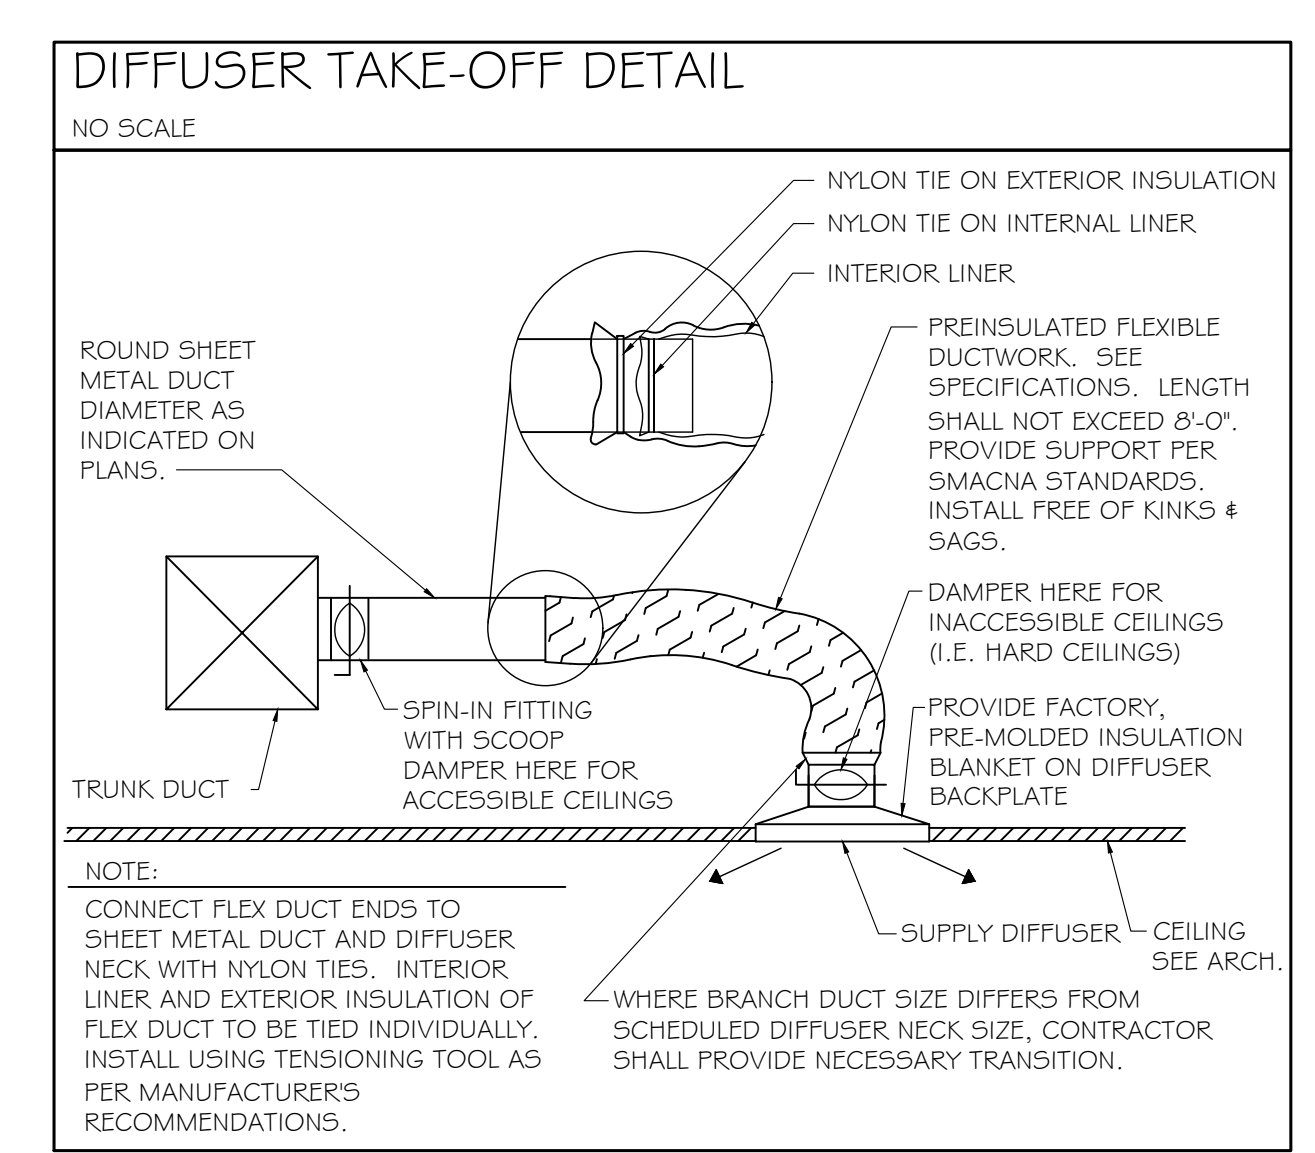 DIFFUSER TAKE-OFF DETAIL
NO SCALE
NYLON TIE ON EXTERIOR INSULATION
NYLON TIE ON INTERNAL LINER
INTERIOR LINER
ROUND SHEET
METAL DUCT
DIAMETER AS
INDICATED ON
PLANS.
PREINSULATED FLEXIBLE
DUCTWORK. SEE
SPECIFICATIONS. LENGTH
SHALL NOT EXCEED 8'-0".
PROVIDE SUPPORT PER
SMACNA STANDARDS.
INSTALL FREE OF KINKS &
SAGS.
DAMPER HERE FOR
INACCESSIBLE CEILINGS
(I.E. HARD CEILINGS)
SPIN-IN FITTING
WITH SCOOP
DAMPER HERE FOR
ACCESSIBLE CEILINGS
PROVIDE FACTORY,
PRE-MOLDED INSULATION
BLANKET ON DIFFUSER
BACKPLATE
TRUNK DUCT
NOTE:
CONNECT FLEX DUCT ENDS TO
SHEET METAL DUCT AND DIFFUSER
NECK WITH NYLON TIES. INTERIOR
LINER AND EXTERIOR INSULATION OF
FLEX DUCT TO BE TIED INDIVIDUALLY.
INSTALL USING TENSIONING TOOL AS
PER MANUFACTURER'S
RECOMMENDATIONS.
SUPPLY DIFFUSER
CEILING
SEE ARCH.
WHERE BRANCH DUCT SIZE DIFFERS FROM
SCHEDULED DIFFUSER NECK SIZE, CONTRACTOR
SHALL PROVIDE NECESSARY TRANSITION.